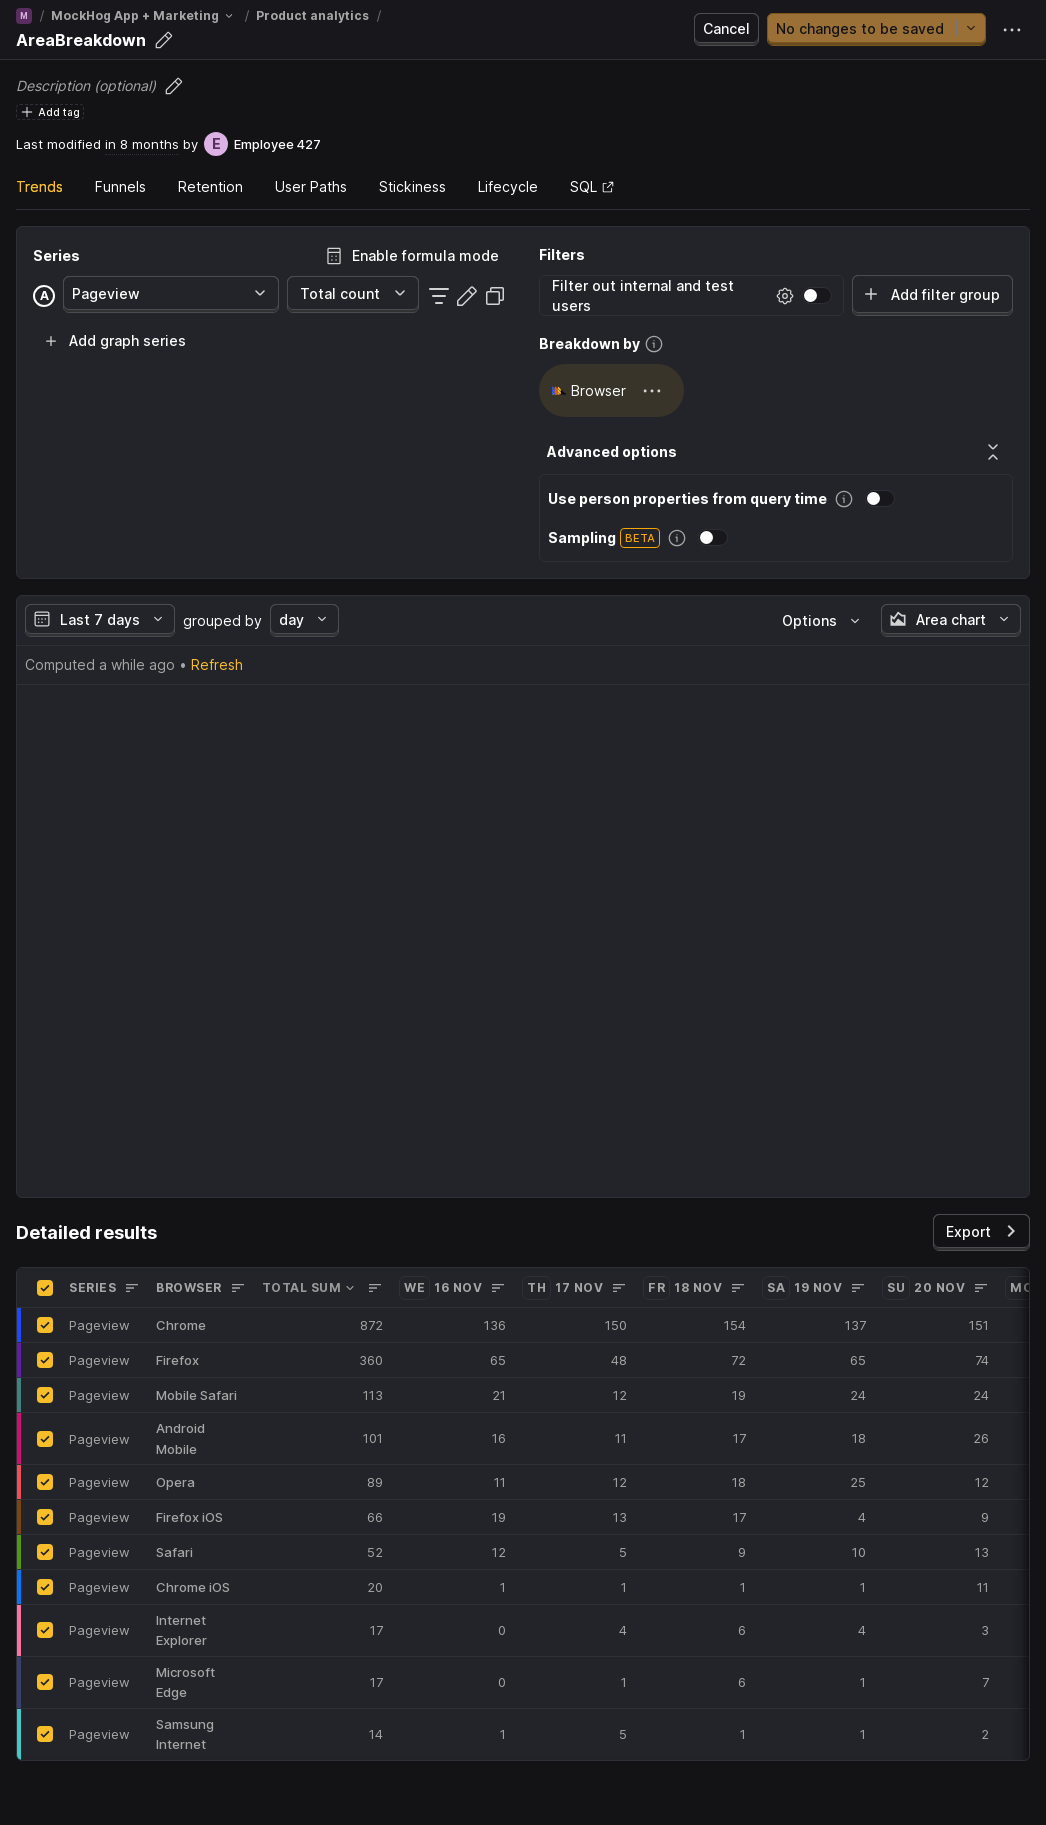 M / MockHog App + Marketing / Product analytics /
AreaBreakdown
Cancel
No changes to be saved
Description (optional)
Add tag
Last modified in 8 months by E Employee 427
Trends Funnels Retention User Paths Stickiness Lifecycle SQL
Series
Enable formula mode
A Pageview Total count
Add graph series
Filters
Filter out internal and test
users
Add filter group
Breakdown by
Browser
Advanced options
Use person properties from query time
Sampling BETA
Last 7 days grouped by day
Options
Area chart
Computed a while ago • Refresh
Detailed results
Export
SERIES BROWSER TOTAL SUM WE 16 NOV TH 17 NOV FR 18 NOV SA 19 NOV SU 20 NOV MO
Pageview Chrome 872 136 150 154 137 151
Pageview Firefox 360 65 48 72 65 74
Pageview Mobile Safari 113 21 12 19 24 24
Pageview Android Mobile 101 16 11 17 18 26
Pageview Opera 89 11 12 18 25 12
Pageview Firefox iOS 66 19 13 17 4 9
Pageview Safari 52 12 5 9 10 13
Pageview Chrome iOS 20 1 1 1 1 11
Pageview Internet Explorer 17 0 4 6 4 3
Pageview Microsoft Edge 17 0 1 6 1 7
Pageview Samsung Internet 14 1 5 1 1 2